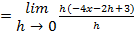 = lim h → 0 h(−4x−2h+3) / h